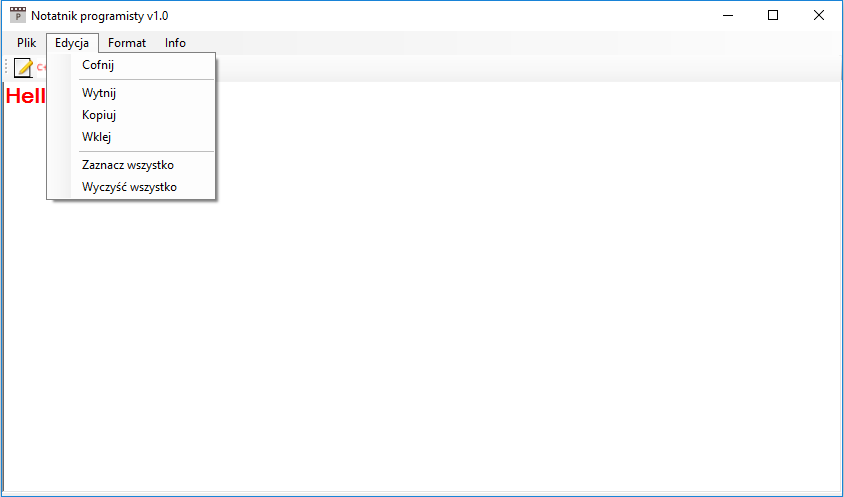 Notatnik programisty v1.0
Plik Edycja Format Info
Cofnij
Hell
Wytnij
Kopiuj
Wklej
Zaznacz wszystko
Wyczyść wszystko